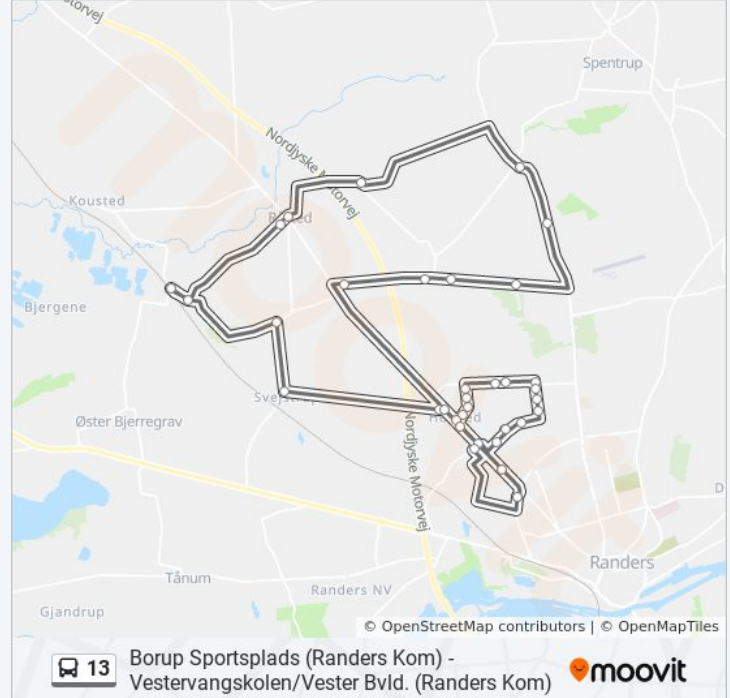 Spentrup
Nordjyske Motorvej
Kousted
Bjergene
Øster Bjerregrav
Nordjyske Motorvej
Tånum
Randers
Randers NV
Gjandrup
© OpenStreetMap contributors | © OpenMapTiles
13
Borup Sportsplads (Randers Kom) -
Vestervangskolen/Vester Bvld. (Randers Kom)
moovit